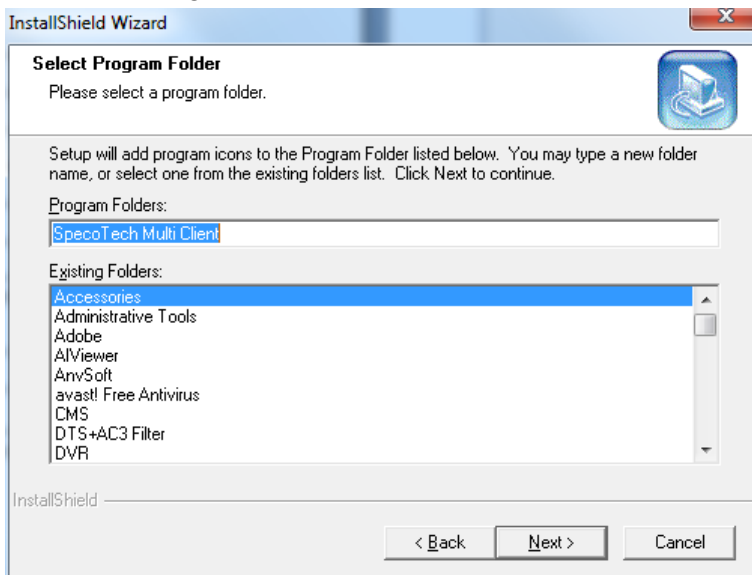 InstallShield Wizard
Select Program Folder
Please select a program folder.
Setup will add program icons to the Program Folder listed below. You may type a new folder
name, or select one from the existing folders list. Click Next to continue.
Program Folders:
SpecoTech Multi Client
Existing Folders:
Accessories
Administrative Tools
Adobe
AIViewer
AnvSoft
avast! Free Antivirus
CMS
DTS+AC3 Filter
DVR
InstallShield
< Back Next > Cancel